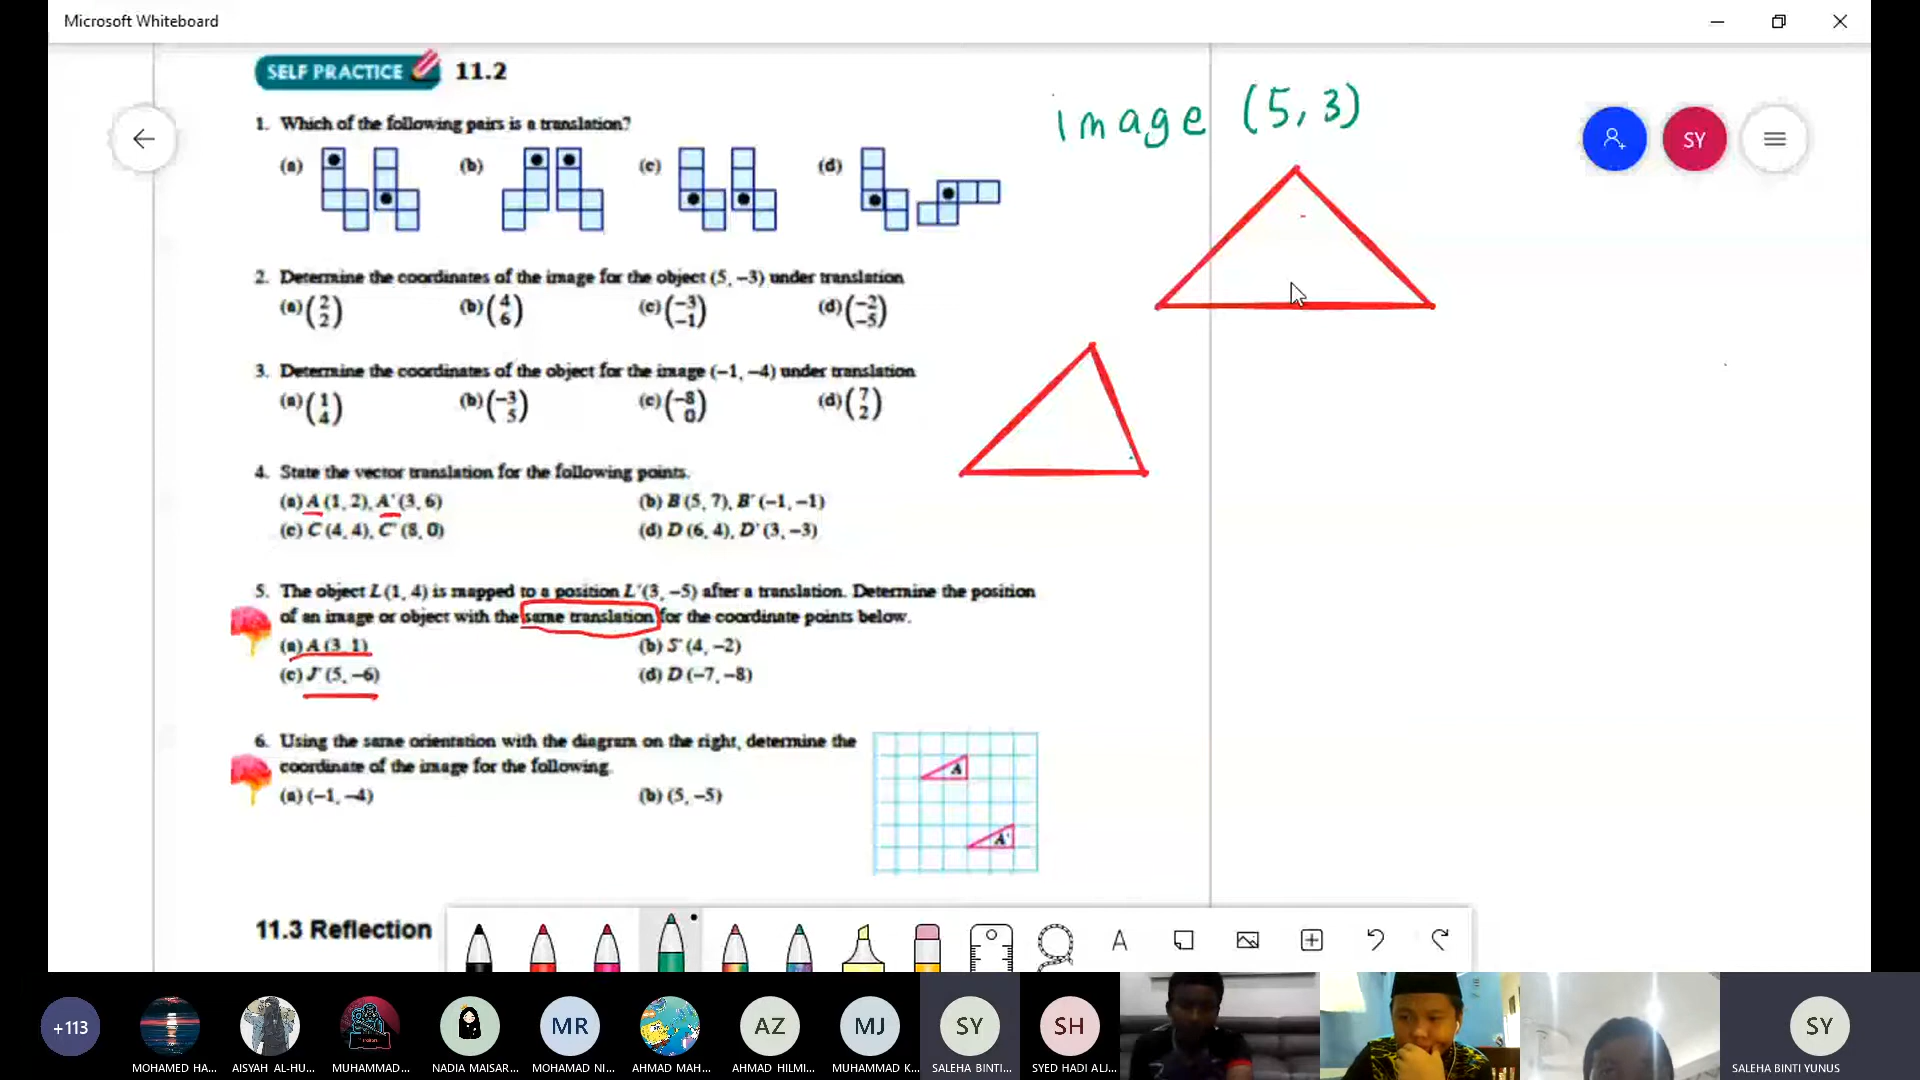 Microsoft Whiteboard
SELF PRACTICE 11.2
1. Which of the following pairs is a translation?
(a) (b) (c) (d)
2. Determine the coordinates of the image for the object (5, −3) under translation
(a) (2 2) (b) (4 6) (c) (−3 −1) (d) (−2 −5)
3. Determine the coordinates of the object for the image (−1, −4) under translation
(a) (1 4) (b) (−3 5) (c) (−8 0) (d) (7 2)
4. State the vector translation for the following points.
(a) A (1, 2), A' (3, 6) (b) B (5, 7), B' (−1, −1)
(c) C (4, 4), C' (8, 0) (d) D (6, 4), D' (3, −3)
5. The object L (1, 4) is mapped to a position L' (3, −5) after a translation. Determine the position
of an image or object with the same translation for the coordinate points below.
(a) A (3, 1) (b) S' (4, −2)
(c) J' (5, −6) (d) D (−7, −8)
6. Using the same orientation with the diagram on the right, determine the
coordinate of the image for the following.
(a) (−1, −4) (b) (5, −5)
A
A'
11.3 Reflection
image (5, 3)
SY
A
+113
MR AZ MJ SY SH SY
MOHAMED HA... AISYAH AL-HU... MUHAMMAD... NADIA MAISAR... MOHAMAD NI... AHMAD MAH... AHMAD HILMI... MUHAMMAD K... SALEHA BINTI... SYED HADI ALJ... SALEHA BINTI YUNUS